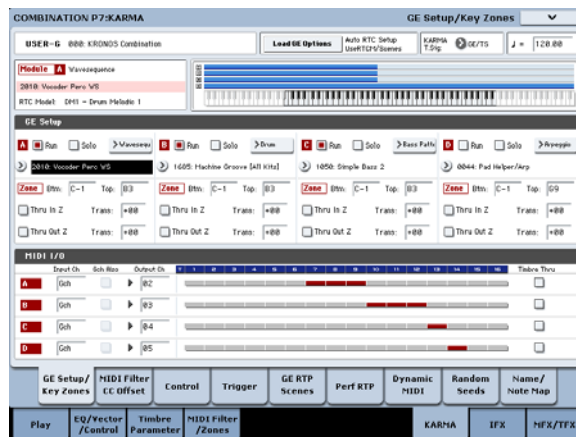 COMBINATION P7:KARMA GE Setup/Key Zones
USER-G 000: KRONOS Combination Load GE Options Auto RTC Setup UseRTCM/Scenes KARMA T.Sig: GE/TS ♩ = 120.00
Module A Wavesequence
2010: Vocoder Perc WS
RTC Model: DM1 - Drum Melodic 1
GE Setup
A Run Solo Wavesequ B Run Solo Drum C Run Solo Bass Path D Run Solo Arpeggio
2010: Vocoder Perc WS 1605: Machine Groove [All Kits] 1050: Simple Bass 2 0044: Pad Helper/Arp
Zone Btm: C-1 Top: B3 Zone Btm: C-1 Top: B3 Zone Btm: C-1 Top: B3 Zone Btm: C-1 Top: G9
Thru In Z Trans: +00 Thru In Z Trans: +00 Thru In Z Trans: +00 Thru In Z Trans: +00
Thru Out Z Trans: +00 Thru Out Z Trans: +00 Thru Out Z Trans: +00 Thru Out Z Trans: +00
MIDI I/O
Input Ch Output Ch T 1 2 3 4 5 6 7 8 9 10 11 12 13 14 15 16 Timbre Thru
A Gch 02
B Gch 03
C Gch 04
D Gch 05
GE Setup/ Key Zones MIDI Filter CC Offset Control Trigger GE RTP Scenes Perf RTP Dynamic MIDI Random Seeds Name/ Note Map
Play EQ/Vector /Control Timbre Parameter MIDI Filter /Zones KARMA IFX MFX/TFX